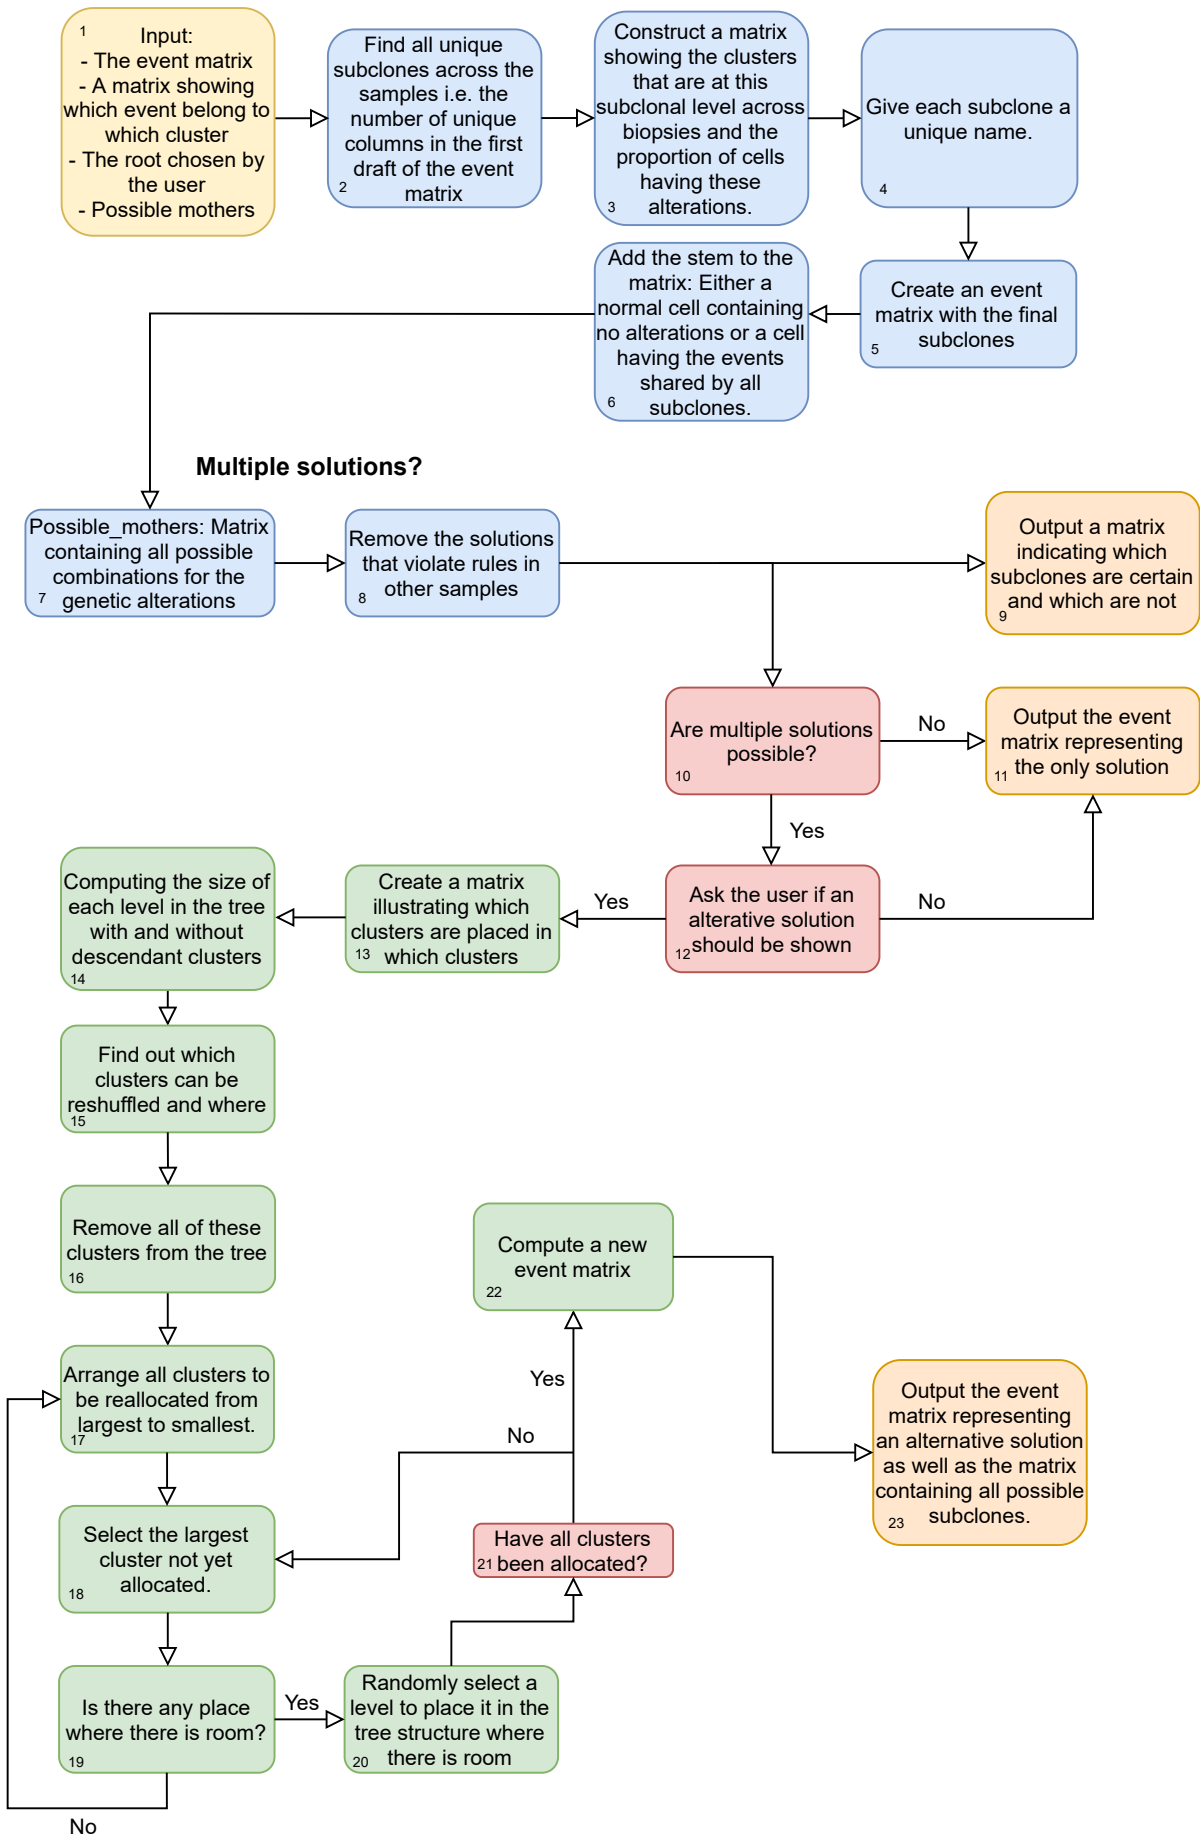 1
Input:
- The event matrix
- A matrix showing
which event belong to
which cluster
- The root chosen by
the user
- Possible mothers
Find all unique
subclones across the
samples i.e. the
number of unique
columns in the first
draft of the event
matrix
2
Construct a matrix
showing the clusters
that are at this
subclonal level across
biopsies and the
proportion of cells
having these
alterations.
3
Give each subclone a
unique name.
4
Create an event
matrix with the final
subclones
5
Add the stem to the
matrix: Either a
normal cell containing
no alterations or a cell
having the events
shared by all
subclones.
6
Multiple solutions?
Possible_mothers: Matrix
containing all possible
combinations for the
genetic alterations
7
Remove the solutions
that violate rules in
other samples
8
Output a matrix
indicating which
subclones are certain
and which are not
9
Are multiple solutions
possible?
10
No
Output the event
matrix representing
the only solution
11
Yes
Ask the user if an
alterative solution
should be shown
12
No
Yes
Create a matrix
illustrating which
clusters are placed in
which clusters
13
Computing the size of
each level in the tree
with and without
descendant clusters
14
Find out which
clusters can be
reshuffled and where
15
Remove all of these
clusters from the tree
16
Arrange all clusters to
be reallocated from
largest to smallest.
17
Select the largest
cluster not yet
allocated.
18
Is there any place
where there is room?
19
No
Yes
Randomly select a
level to place it in the
tree structure where
there is room
20
Have all clusters
been allocated?
21
No
Yes
Compute a new
event matrix
22
Output the event
matrix representing
an alternative solution
as well as the matrix
containing all possible
subclones.
23